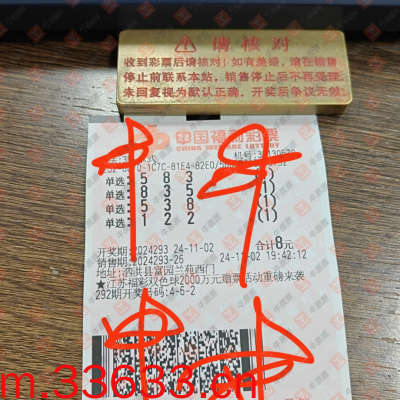 ⚠ 请 核 对
收到彩票后请核对!如有差错,请在销售
停止前联系本站,销售停止后不再受理,
未回复视为默认正确,开奖后争议无效!
中国福利彩票
CHINA WELFARE LOTTERY
单选: 5 8 3 (1)
单选: 8 3 5 (1)
单选: 5 3 8 (1)
单选: 1 2 2 (1)
开奖期:2024293 24-11-02 合计8元
销售期:2024293-26 24-11-02 19:42:12
地址:泗洪县富园兰苑西门
★江苏福彩双色球2000万元赠票活动重磅来袭
292期开奖号码:4-6-2
m.33633.cn